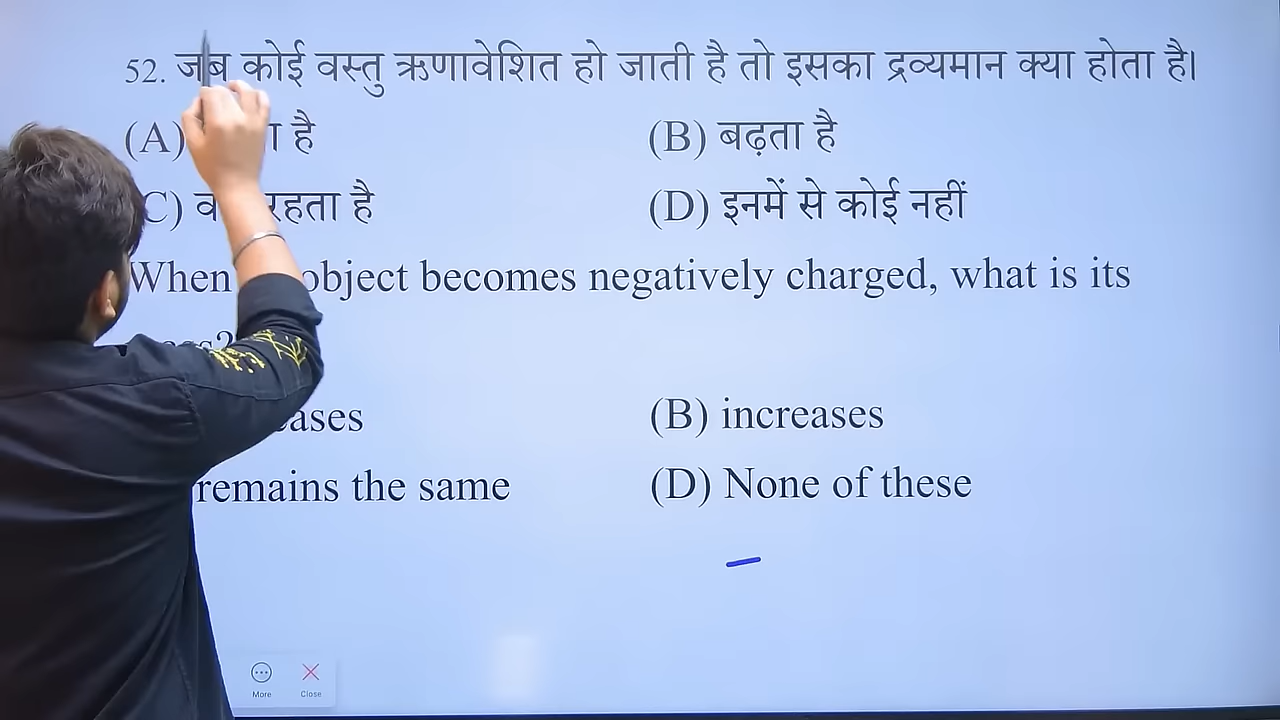 52. जब कोई वस्तु ऋणावेशित हो जाती है तो इसका द्रव्यमान क्या होता है।
(A) है (B) बढ़ता है
C) रहता है (D) इनमें से कोई नहीं
When object becomes negatively charged, what is its
(B) increases
remains the same (D) None of these
More Close